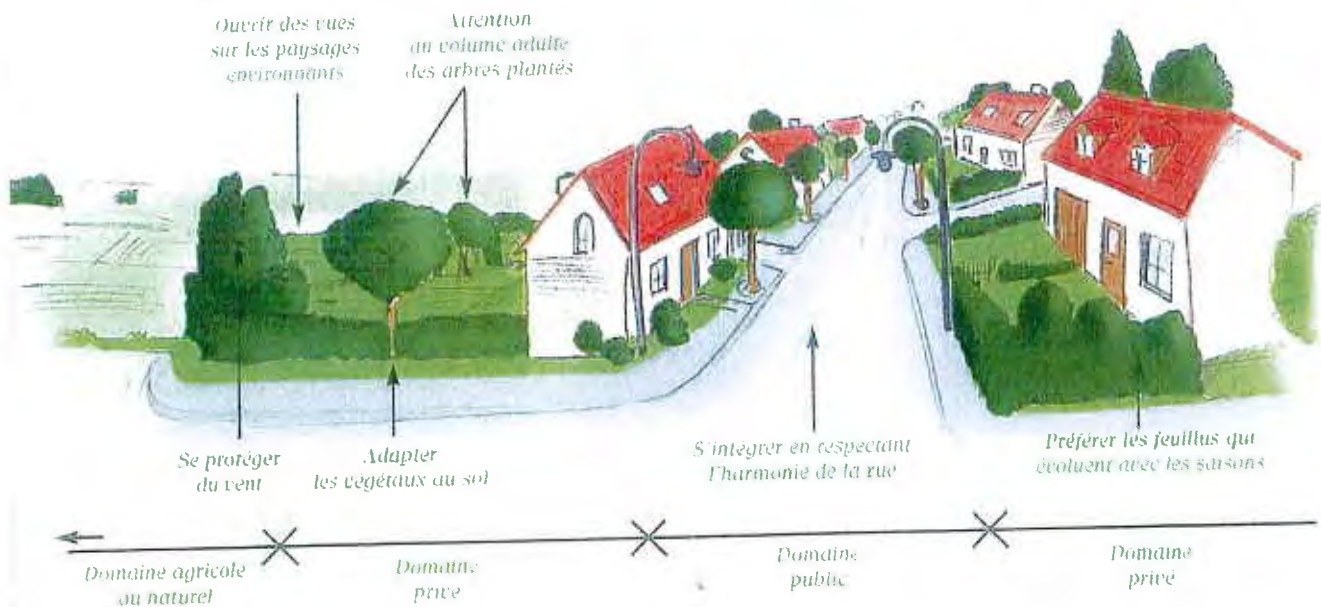 Ouvrir des vues
sur les paysages
environnants
Attention
au volume adulte
des arbres plantés
Se protéger
du vent
Adapter
les végétaux au sol
S'intégrer en respectant
l'harmonie de la rue
Préférer les feuillus qui
évoluent avec les saisons
Domaine agricole
ou naturel
Domaine
privé
Domaine
public
Domaine
privé